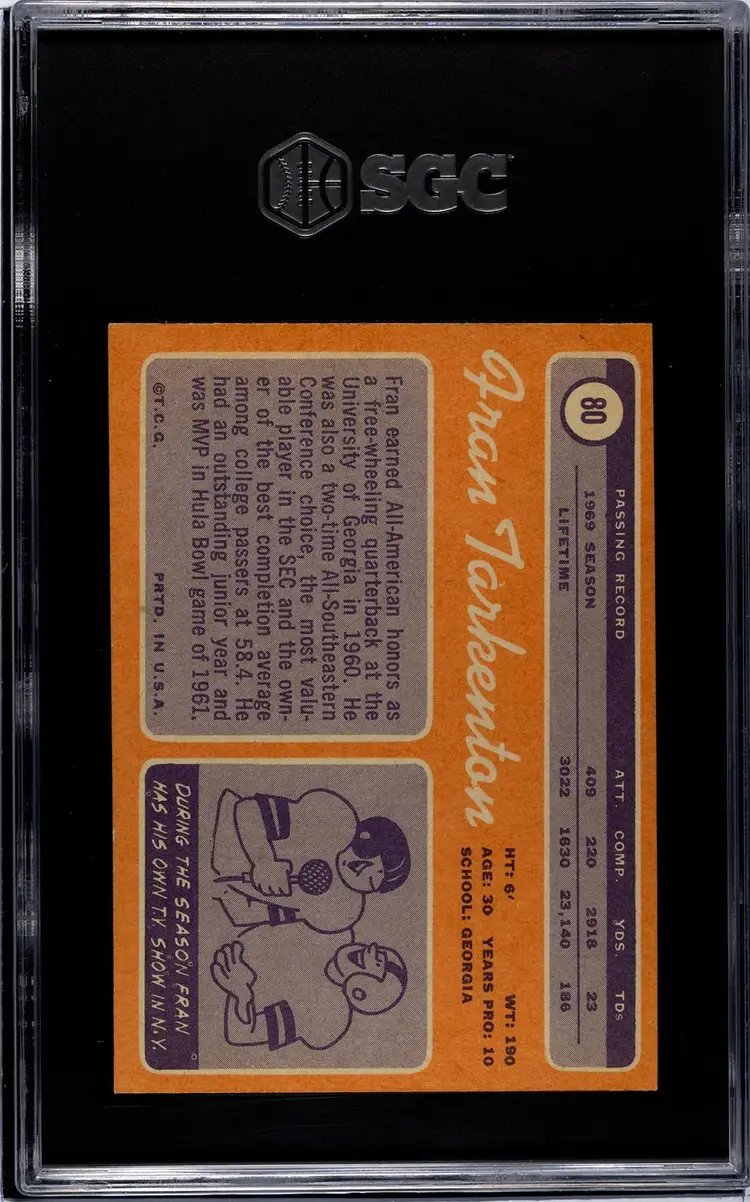 SGC
80
PASSING RECORD ATT. COMP. YDS. TDs
1969 SEASON 409 220 2918 23
LIFETIME 3022 1630 23,140 186
Fran Tarkenton
HT: 6' WT: 190
AGE: 30 YEARS PRO: 10
SCHOOL: GEORGIA
Fran earned All-American honors as
a free-wheeling quarterback at the
University of Georgia in 1960. He
was also a two-time All-Southeastern
Conference choice, the most valu-
able player in the SEC and the own-
er of the best completion average
among college passers at 58.4. He
had an outstanding junior year and
was MVP in Hula Bowl game of 1961.
©T.C.G. PRTD. IN U.S.A.
DURING THE SEASON FRAN
HAS HIS OWN T.V. SHOW IN N.Y.